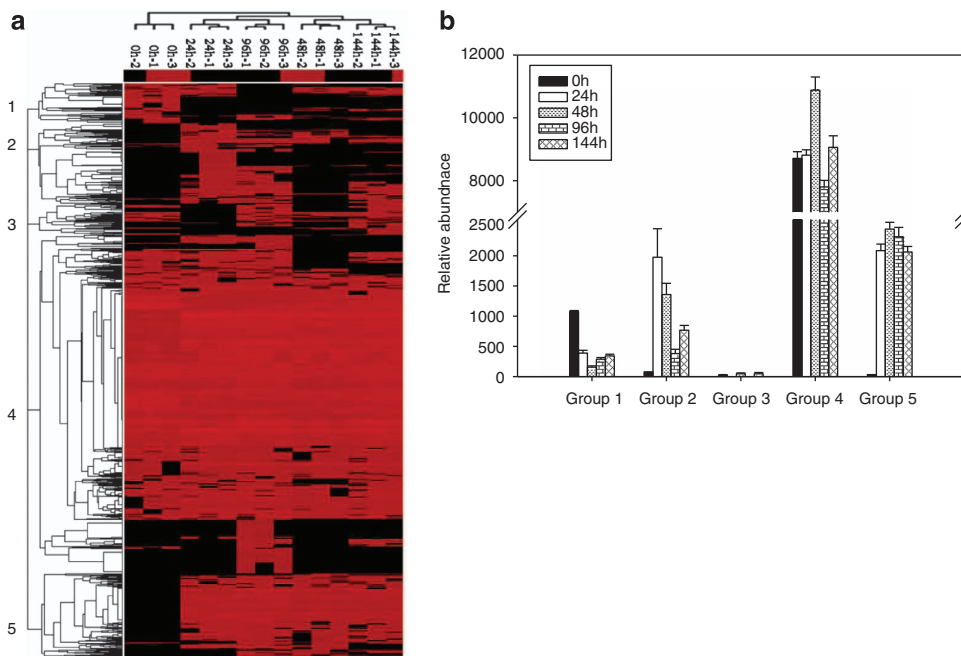 a
0h-2
0h-1
0h-3
24h-2
24h-1
24h-3
96h-1
96h-2
96h-3
48h-2
48h-1
48h-3
144h-2
144h-1
144h-3
1
2
3
4
5
b
Relative abundnace
12000
10000
8000
2500
2000
1500
1000
500
0
0h
24h
48h
96h
144h
Group 1
Group 2
Group 3
Group 4
Group 5